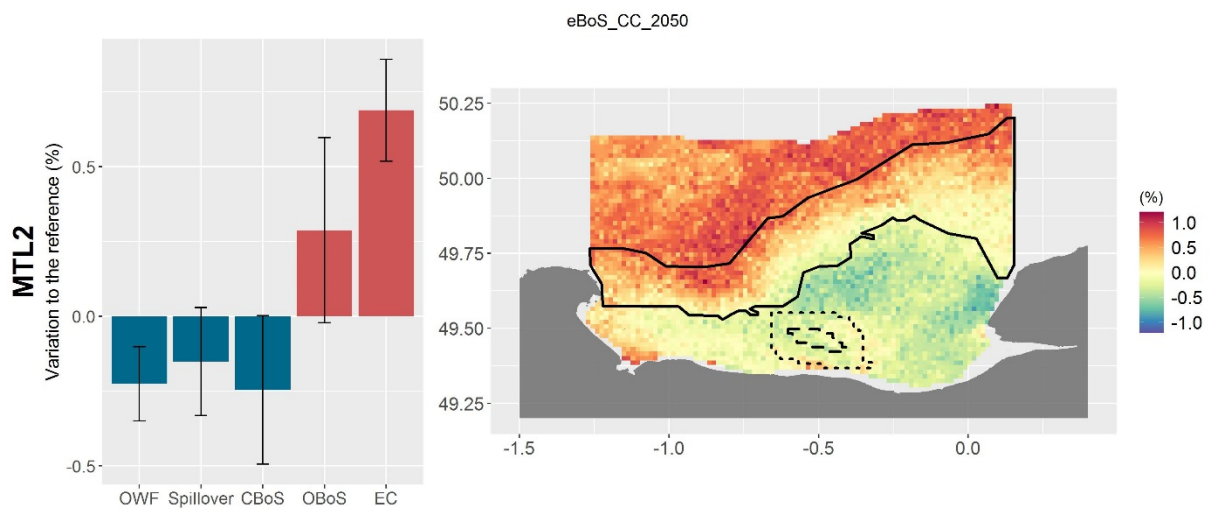 eBoS_CC_2050
MTL2
Variation to the reference (%)
0.5
0.0
-0.5
OWF Spillover CBoS OBoS EC
50.25
50.00
49.75
49.50
49.25
-1.5 -1.0 -0.5 0.0
(%)
1.0
0.5
0.0
-0.5
-1.0